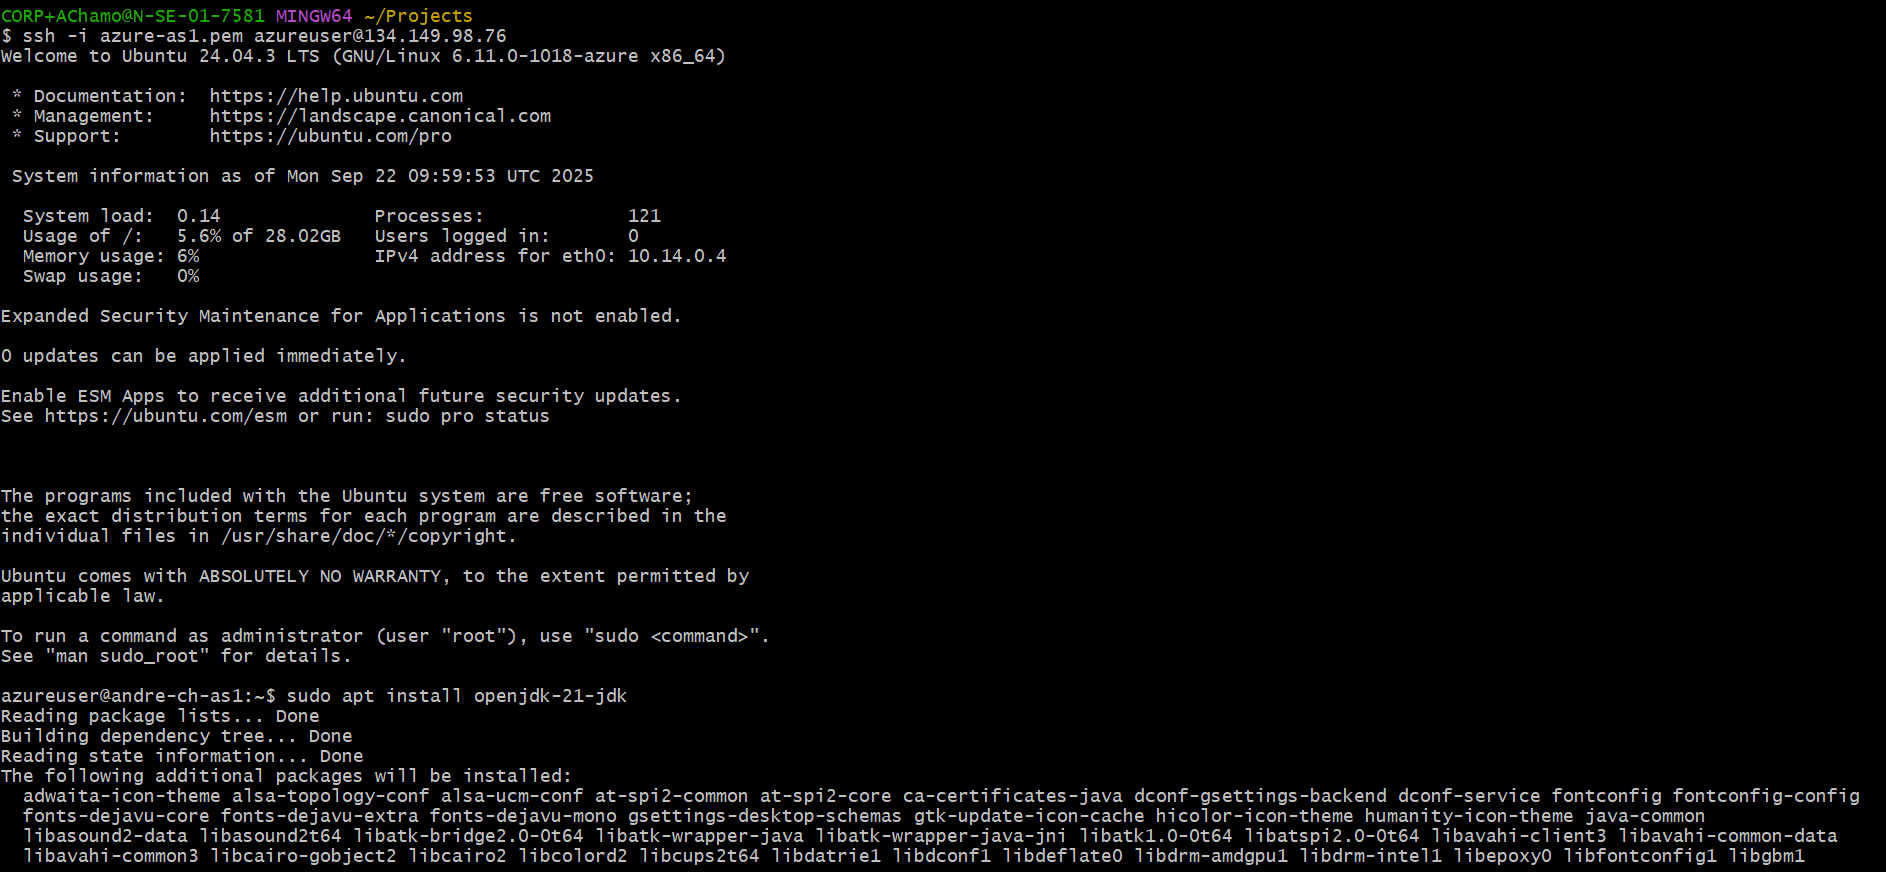 CORP+AChamo@N-SE-01-7581 MINGW64 ~/Projects
$ ssh -i azure-as1.pem azureuser@134.149.98.76
Welcome to Ubuntu 24.04.3 LTS (GNU/Linux 6.11.0-1018-azure x86_64)
* Documentation:  https://help.ubuntu.com
* Management:     https://landscape.canonical.com
* Support:        https://ubuntu.com/pro
System information as of Mon Sep 22 09:59:53 UTC 2025
System load:  0.14              Processes:             121
Usage of /:   5.6% of 28.02GB   Users logged in:       0
Memory usage: 6%                IPv4 address for eth0: 10.14.0.4
Swap usage:   0%
Expanded Security Maintenance for Applications is not enabled.
0 updates can be applied immediately.
Enable ESM Apps to receive additional future security updates.
See https://ubuntu.com/esm or run: sudo pro status
The programs included with the Ubuntu system are free software;
the exact distribution terms for each program are described in the
individual files in /usr/share/doc/*/copyright.
Ubuntu comes with ABSOLUTELY NO WARRANTY, to the extent permitted by
applicable law.
To run a command as administrator (user "root"), use "sudo <command>".
See "man sudo_root" for details.
azureuser@andre-ch-as1:~$ sudo apt install openjdk-21-jdk
Reading package lists... Done
Building dependency tree... Done
Reading state information... Done
The following additional packages will be installed:
adwaita-icon-theme alsa-topology-conf alsa-ucm-conf at-spi2-common at-spi2-core ca-certificates-java dconf-gsettings-backend dconf-service fontconfig fontconfig-config
fonts-dejavu-core fonts-dejavu-extra fonts-dejavu-mono gsettings-desktop-schemas gtk-update-icon-cache hicolor-icon-theme humanity-icon-theme java-common
libasound2-data libasound2t64 libatk-bridge2.0-0t64 libatk-wrapper-java libatk-wrapper-java-jni libatk1.0-0t64 libatspi2.0-0t64 libavahi-client3 libavahi-common-data
libavahi-common3 libcairo-gobject2 libcairo2 libcolord2 libcups2t64 libdatrie1 libdconf1 libdeflate0 libdrm-amdgpu1 libdrm-intel1 libepoxy0 libfontconfig1 libgbm1